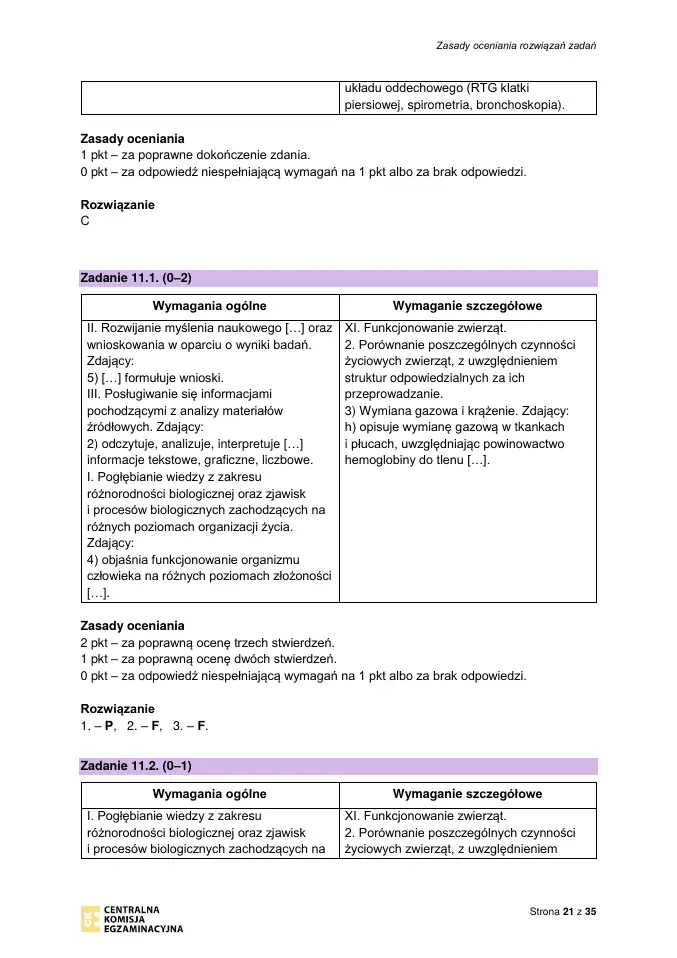 Zasady oceniania rozwiązań zadań
układu oddechowego (RTG klatki
piersiowej, spirometria, bronchoskopia).
Zasady oceniania
1 pkt – za poprawne dokończenie zdania.
0 pkt – za odpowiedź niespełniającą wymagań na 1 pkt albo za brak odpowiedzi.
Rozwiązanie
C
Zadanie 11.1. (0–2)
Wymagania ogólne
Wymaganie szczegółowe
II. Rozwijanie myślenia naukowego […] oraz
wnioskowania w oparciu o wyniki badań.
Zdający:
5) […] formułuje wnioski.
III. Posługiwanie się informacjami
pochodzącymi z analizy materiałów
źródłowych. Zdający:
2) odczytuje, analizuje, interpretuje […]
informacje tekstowe, graficzne, liczbowe.
I. Pogłębianie wiedzy z zakresu
różnorodności biologicznej oraz zjawisk
i procesów biologicznych zachodzących na
różnych poziomach organizacji życia.
Zdający:
4) objaśnia funkcjonowanie organizmu
człowieka na różnych poziomach złożoności
[…].
XI. Funkcjonowanie zwierząt.
2. Porównanie poszczególnych czynności
życiowych zwierząt, z uwzględnieniem
struktur odpowiedzialnych za ich
przeprowadzanie.
3) Wymiana gazowa i krążenie. Zdający:
h) opisuje wymianę gazową w tkankach
i płucach, uwzględniając powinowactwo
hemoglobiny do tlenu […].
Zasady oceniania
2 pkt – za poprawną ocenę trzech stwierdzeń.
1 pkt – za poprawną ocenę dwóch stwierdzeń.
0 pkt – za odpowiedź niespełniającą wymagań na 1 pkt albo za brak odpowiedzi.
Rozwiązanie
1. – P, 2. – F, 3. – F.
Zadanie 11.2. (0–1)
Wymagania ogólne
Wymaganie szczegółowe
I. Pogłębianie wiedzy z zakresu
różnorodności biologicznej oraz zjawisk
i procesów biologicznych zachodzących na
XI. Funkcjonowanie zwierząt.
2. Porównanie poszczególnych czynności
życiowych zwierząt, z uwzględnieniem
CENTRALNA
KOMISJA
EGZAMINACYJNA
Strona 21 z 35